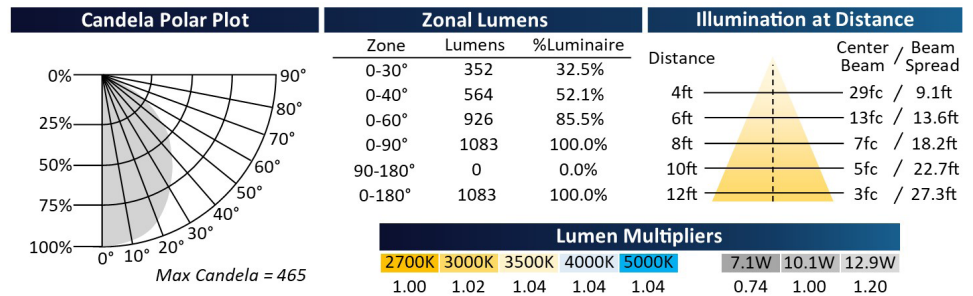 Candela Polar Plot
0%
25%
50%
75%
100%
0° 10° 20° 30° 40° 50° 60° 70° 80° 90°
Max Candela = 465
Zonal Lumens
Zone Lumens %Luminaire
0-30° 352 32.5%
0-40° 564 52.1%
0-60° 926 85.5%
0-90° 1083 100.0%
90-180° 0 0.0%
0-180° 1083 100.0%
Illumination at Distance
Distance Center Beam / Beam Spread
4ft 29fc / 9.1ft
6ft 13fc / 13.6ft
8ft 7fc / 18.2ft
10ft 5fc / 22.7ft
12ft 3fc / 27.3ft
Lumen Multipliers
2700K 3000K 3500K 4000K 5000K 7.1W 10.1W 12.9W
1.00 1.02 1.04 1.04 1.04 0.74 1.00 1.20